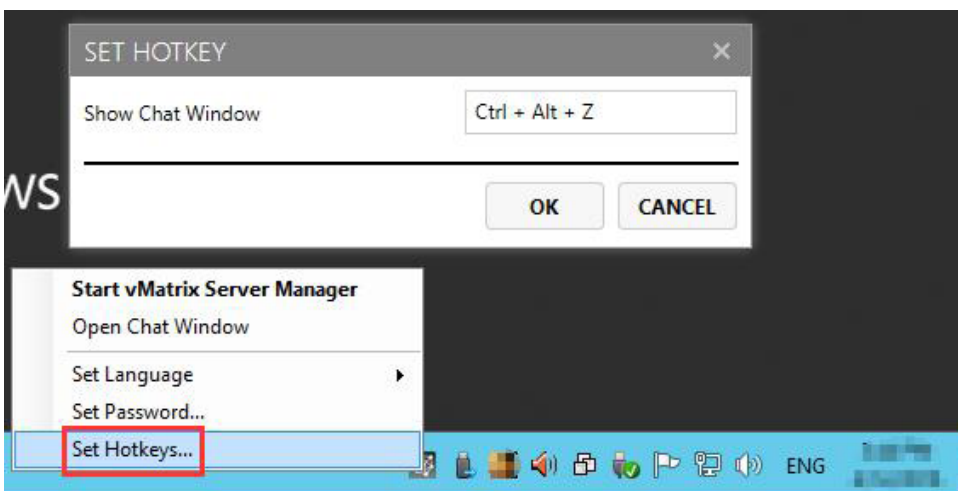 SET HOTKEY
Show Chat Window
Ctrl + Alt + Z
OK
CANCEL
ws
Start vMatrix Server Manager
Open Chat Window
Set Language
Set Password...
Set Hotkeys...
ENG